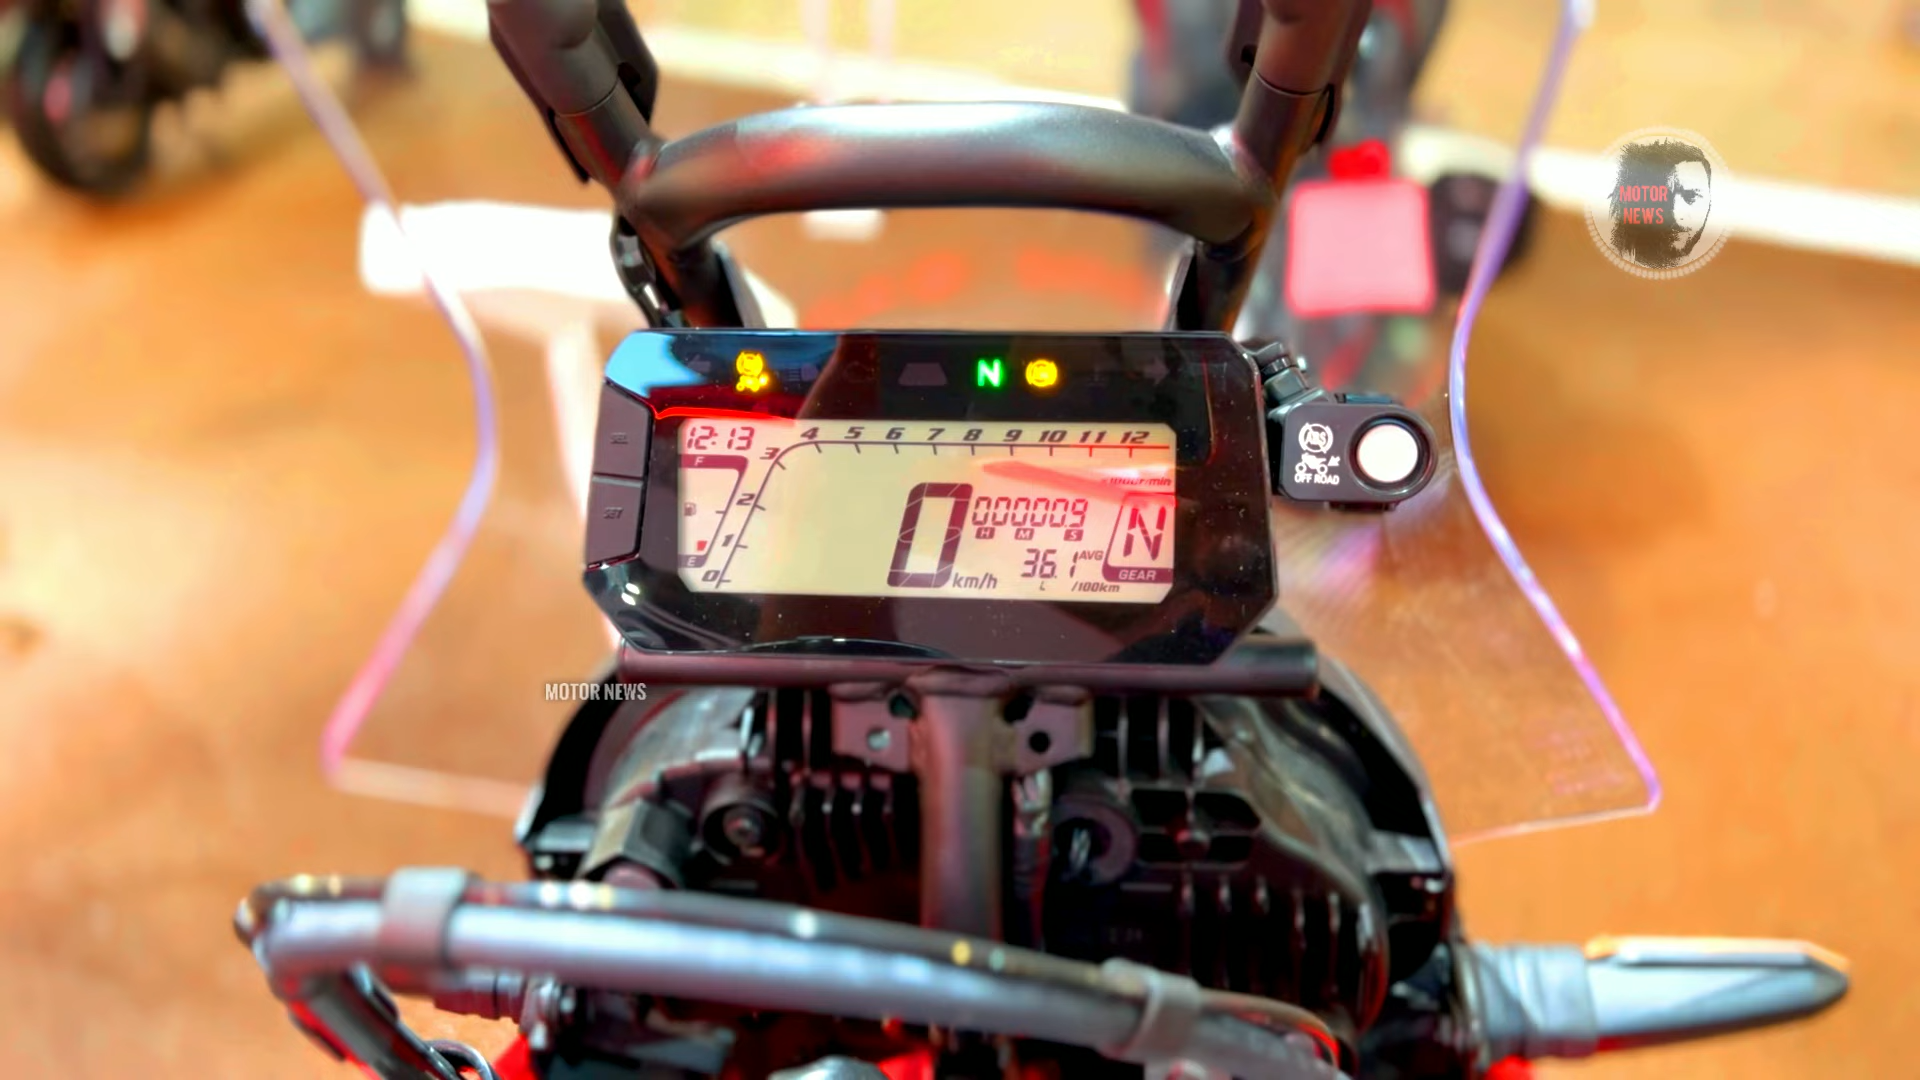 MOTOR
NEWS
N
SEL
SET
12:13
F
E
0
1
2
3
4
5
6
7
8
9
10
11
12
0
km/h
000009
H M S
36.1 AVG
L /100km
N
GEAR
ABS
OFF ROAD
MOTOR NEWS